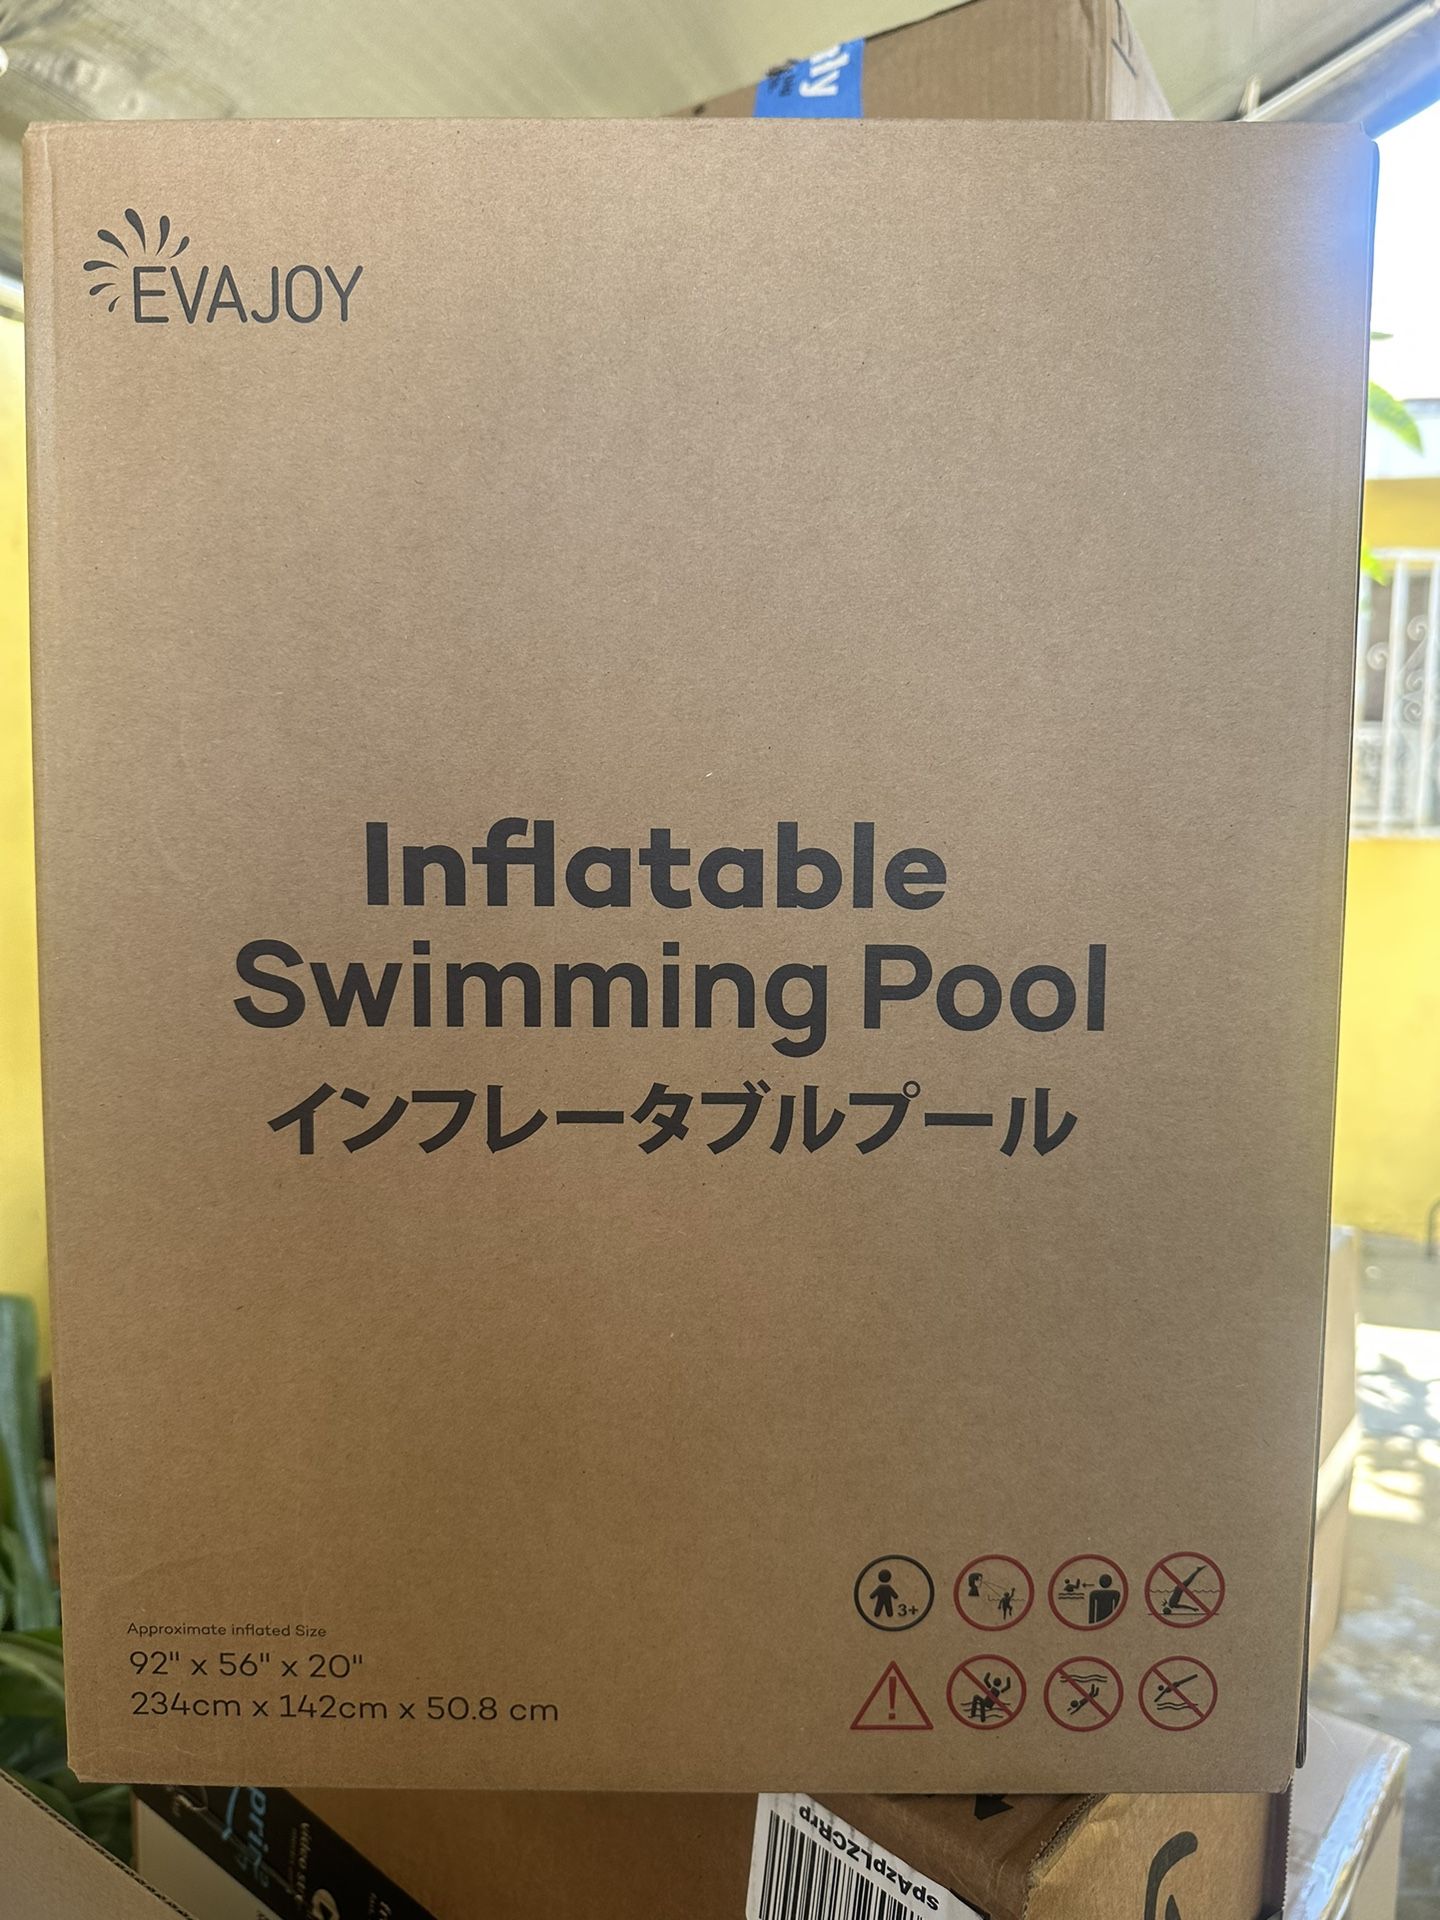 EVAJOY
Inflatable
Swimming Pool
インフレータブルプール
Approximate inflated Size
92" x 56" x 20"
234cm x 142cm x 50.8 cm
3+
!
spAzpLZCRrp